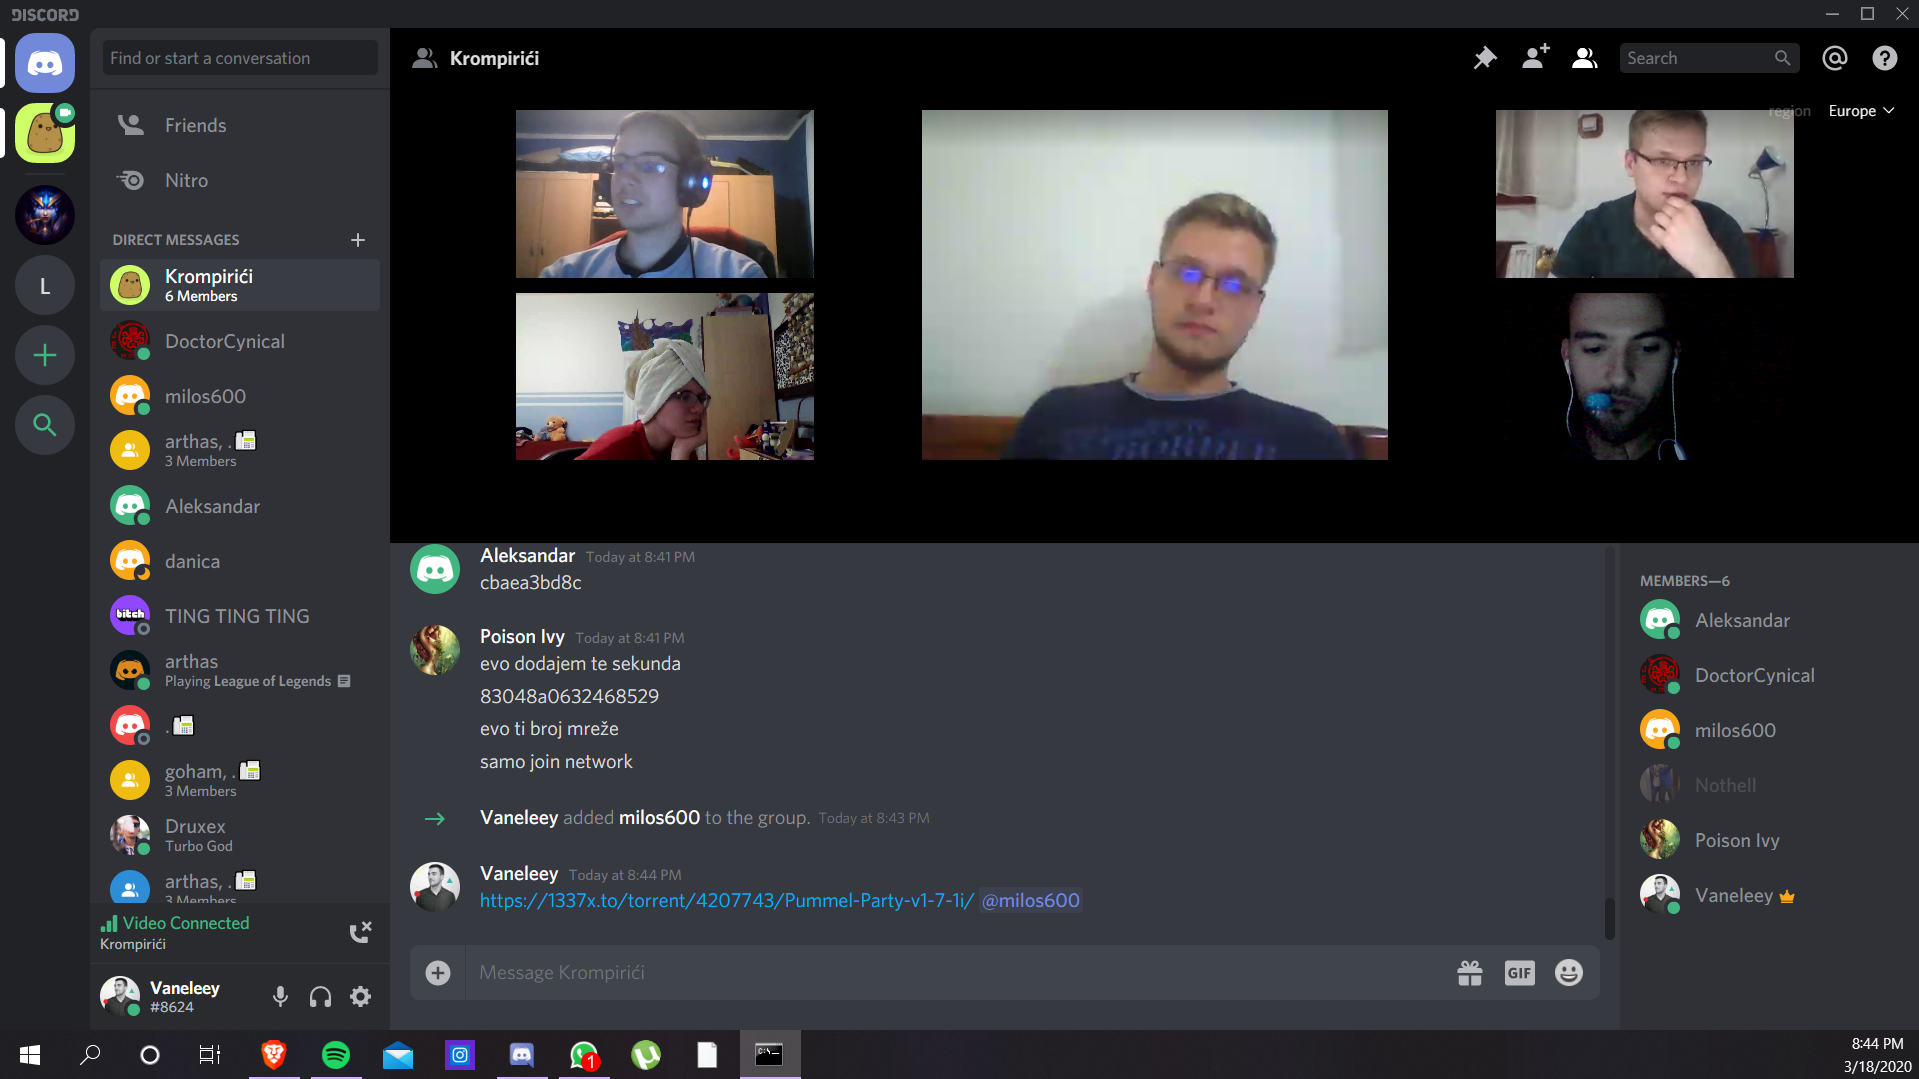 DISCORD
Find or start a conversation
Friends
Nitro
DIRECT MESSAGES
Krompirići
6 Members
DoctorCynical
milos600
arthas, .
3 Members
Aleksandar
danica
bitch
TING TING TING
arthas
Playing League of Legends
.
goham, .
3 Members
Druxex
Turbo God
arthas, .
3 Members
Video Connected
Krompirići
Vaneleey
#8624
L
Krompirići
Search
region
Europe
Aleksandar Today at 8:41 PM
cbaea3bd8c
Poison Ivy Today at 8:41 PM
evo dodajem te sekunda
83048a0632468529
evo ti broj mreže
samo join network
Vaneleey added milos600 to the group. Today at 8:43 PM
Vaneleey Today at 8:44 PM
https://1337x.to/torrent/4207743/Pummel-Party-v1-7-1i/ @milos600
Message Krompirići
GIF
MEMBERS—6
Aleksandar
DoctorCynical
milos600
Nothell
Poison Ivy
Vaneleey
1
C:\
8:44 PM
3/18/2020